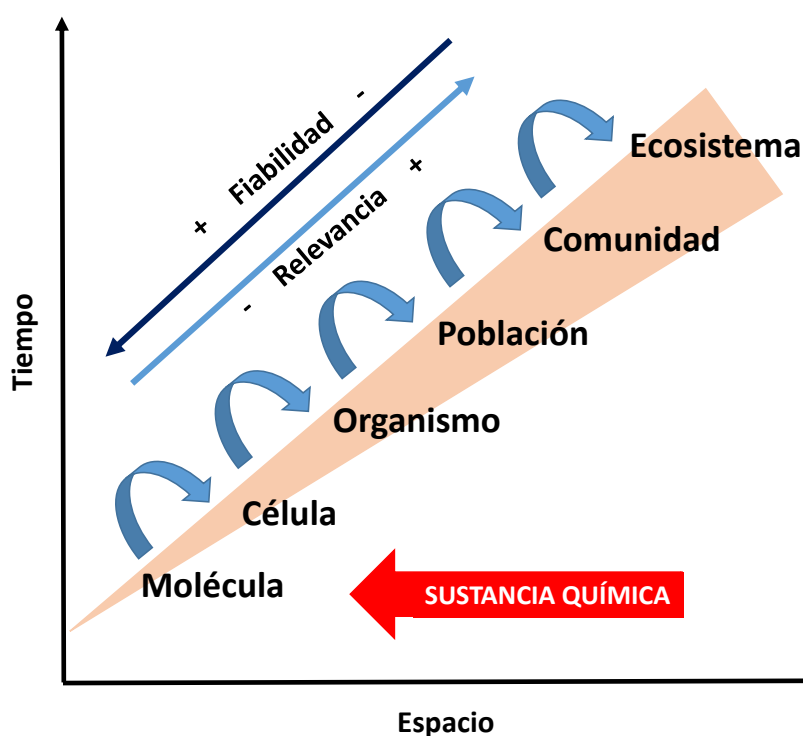 - 
Fiabilidad
+
+
Relevancia
-
Ecosistema
Comunidad
Población
Organismo
Célula
Molécula
SUSTANCIA QUÍMICA
Tiempo
Espacio